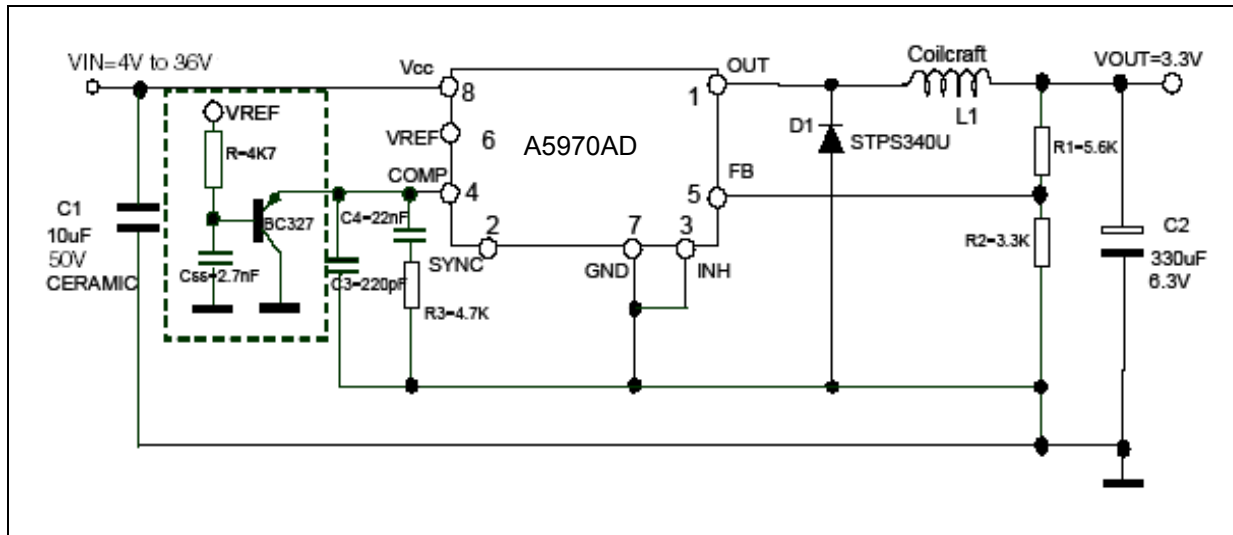 VIN=4V to 36V
Vcc
8
OUT
1
Coilcraft
L1
VOUT=3.3V
VREF
R=4K7
VREF
6
A5970AD
D1
STPS340U
R1=5.6K
COMP
4
FB
5
C1
10uF
50V
CERAMIC
BC327
C4=22nF
2
7
3
SYNC
GND
INH
R2=3.3K
C2
330uF
6.3V
Css=2.7nF
C3=220pF
R3=4.7K